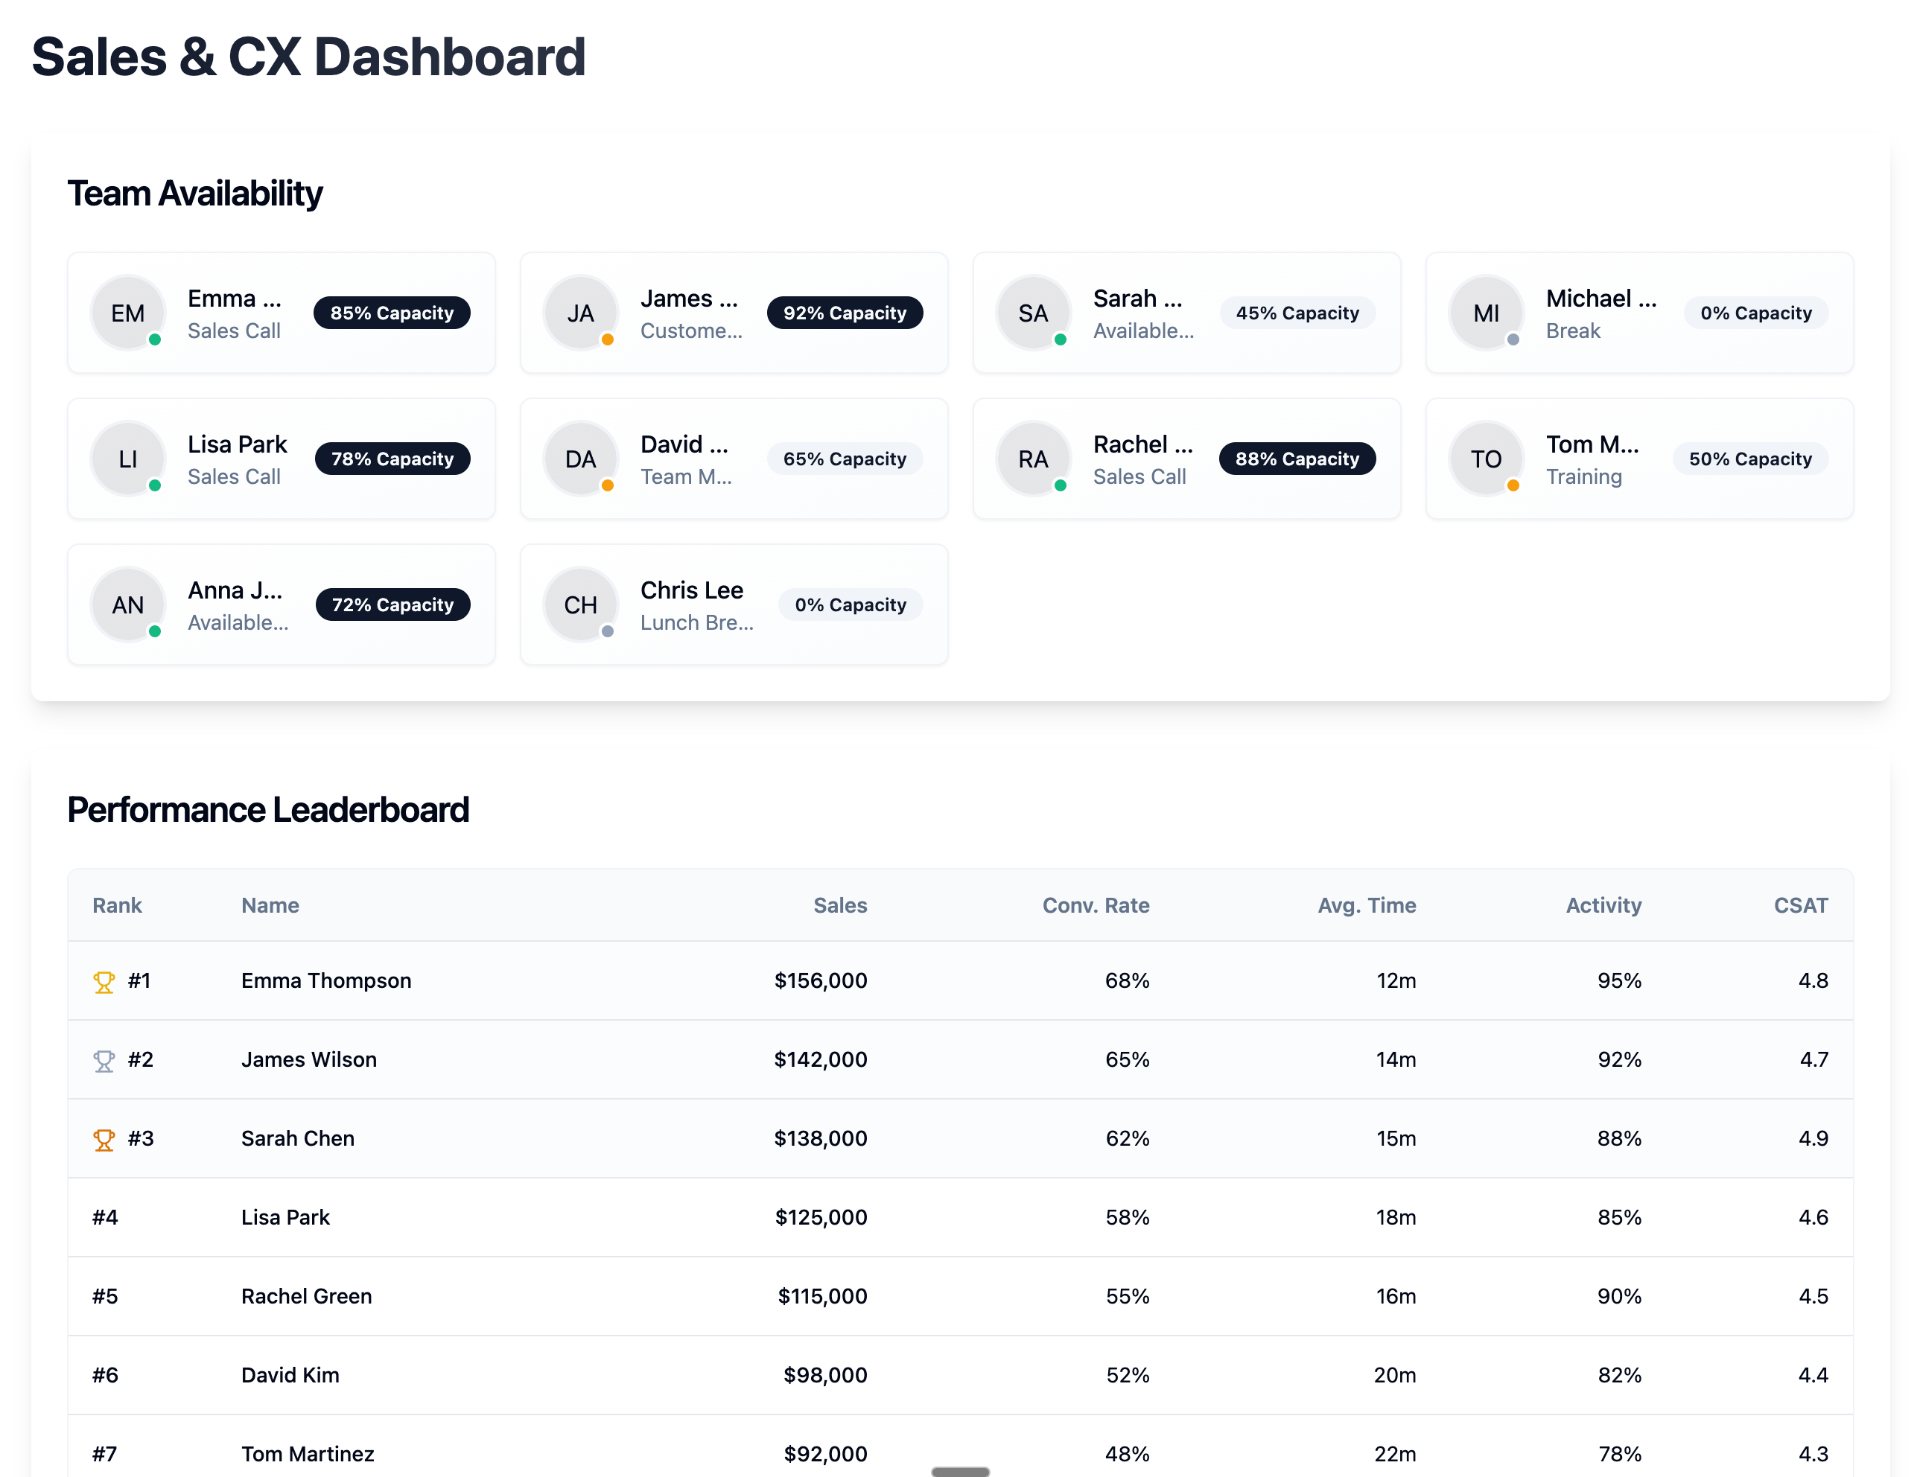 Sales & CX Dashboard
Team Availability
EM
Emma ...
Sales Call
85% Capacity
JA
James ...
Custome...
92% Capacity
SA
Sarah ...
Available...
45% Capacity
MI
Michael ...
Break
0% Capacity
LI
Lisa Park
Sales Call
78% Capacity
DA
David ...
Team M...
65% Capacity
RA
Rachel ...
Sales Call
88% Capacity
TO
Tom M...
Training
50% Capacity
AN
Anna J...
Available...
72% Capacity
CH
Chris Lee
Lunch Bre...
0% Capacity
Performance Leaderboard
Rank Name Sales Conv. Rate Avg. Time Activity CSAT
#1 Emma Thompson $156,000 68% 12m 95% 4.8
#2 James Wilson $142,000 65% 14m 92% 4.7
#3 Sarah Chen $138,000 62% 15m 88% 4.9
#4 Lisa Park $125,000 58% 18m 85% 4.6
#5 Rachel Green $115,000 55% 16m 90% 4.5
#6 David Kim $98,000 52% 20m 82% 4.4
#7 Tom Martinez $92,000 48% 22m 78% 4.3